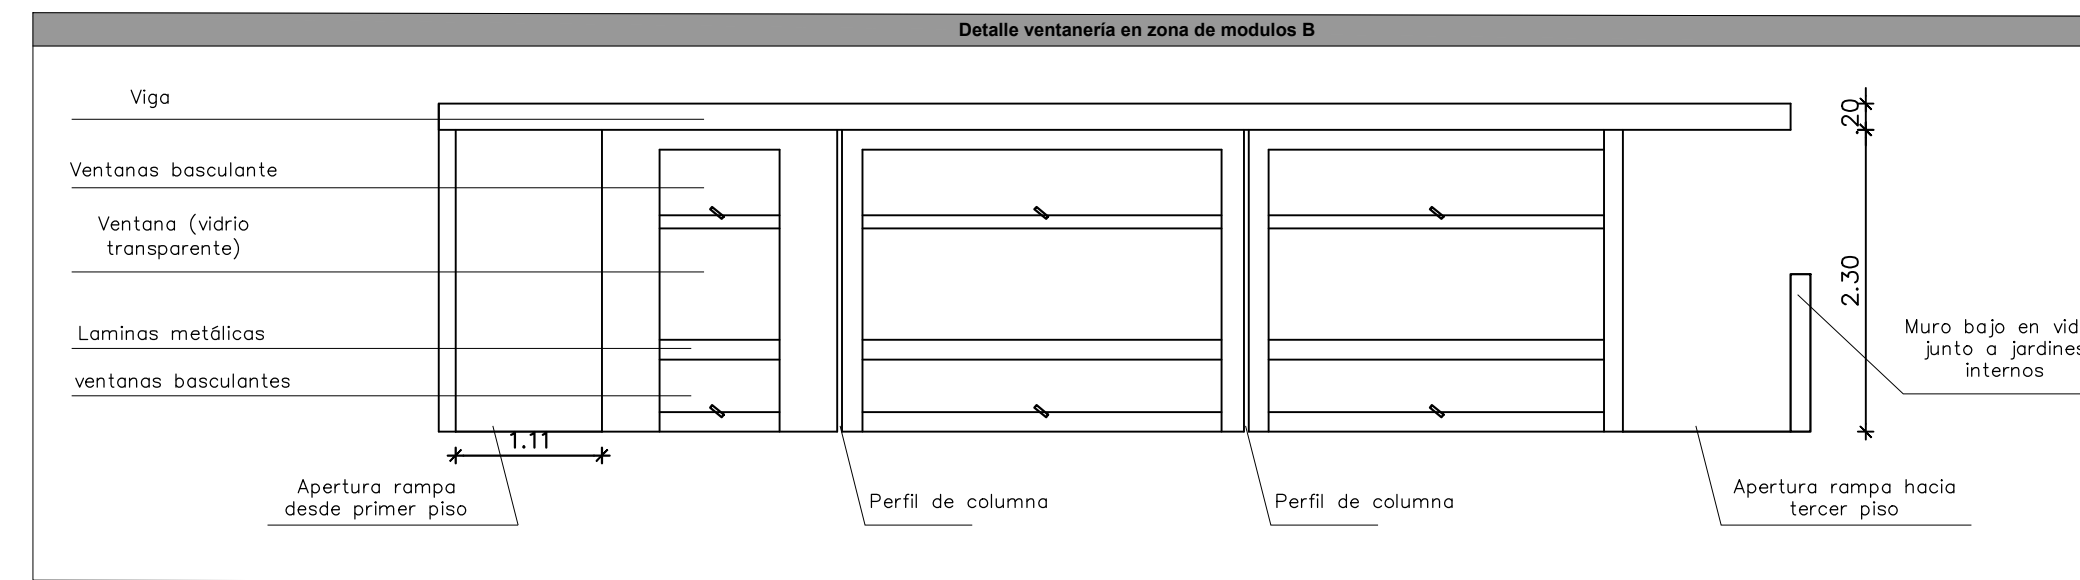 Detalle ventanería en zona de modulos B
Viga
20
Ventanas basculante
Ventana (vidrio
transparente)
2.30
Laminas metálicas
Muro bajo en
junto a jardines
internos
ventanas basculantes
1.11
Apertura rampa
desde primer piso
Perfil de columna
Perfil de columna
Apertura rampa hacia
tercer piso